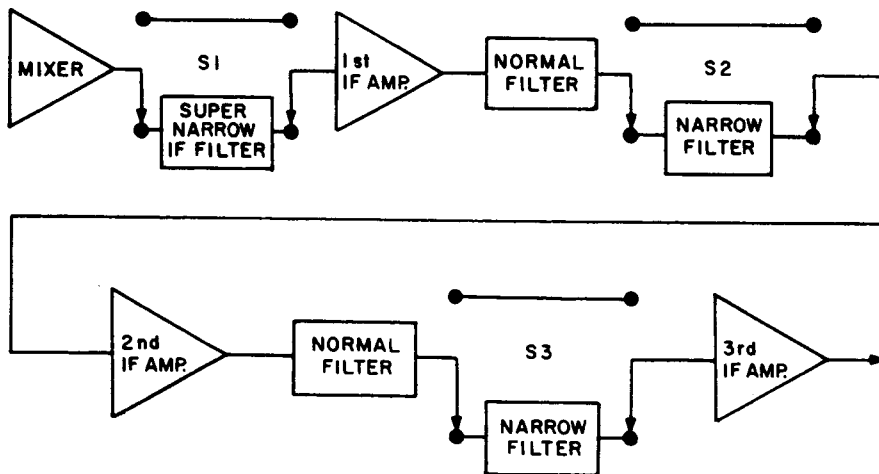 MIXER
S1
SUPER
NARROW
IF FILTER
1st
IF AMP.
NORMAL
FILTER
S2
NARROW
FILTER
2nd
IF AMP.
NORMAL
FILTER
S3
NARROW
FILTER
3rd
IF AMP.